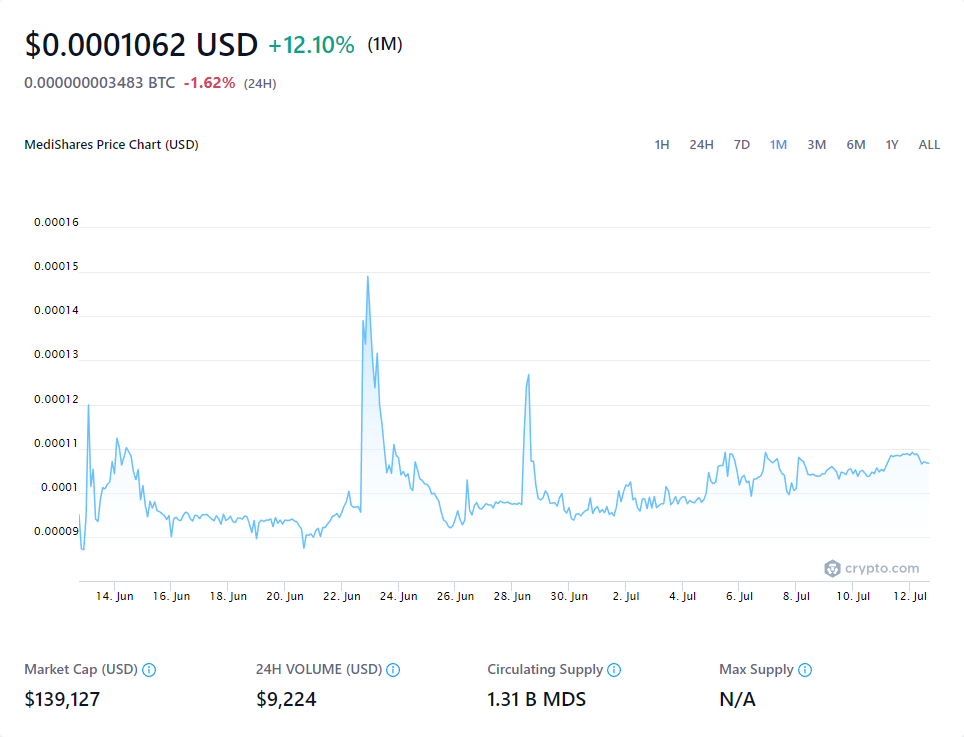 $0.0001062 USD +12.10% (1M)
0.000000003483 BTC -1.62% (24H)
MediShares Price Chart (USD) 1H 24H 7D 1M 3M 6M 1Y ALL
0.00016
0.00015
0.00014
0.00013
0.00012
0.00011
0.0001
0.00009
crypto.com
14. Jun 16. Jun 18. Jun 20. Jun 22. Jun 24. Jun 26. Jun 28. Jun 30. Jun 2. Jul 4. Jul 6. Jul 8. Jul 10. Jul 12. Jul
Market Cap (USD) 24H VOLUME (USD) Circulating Supply Max Supply
$139,127 $9,224 1.31 B MDS N/A